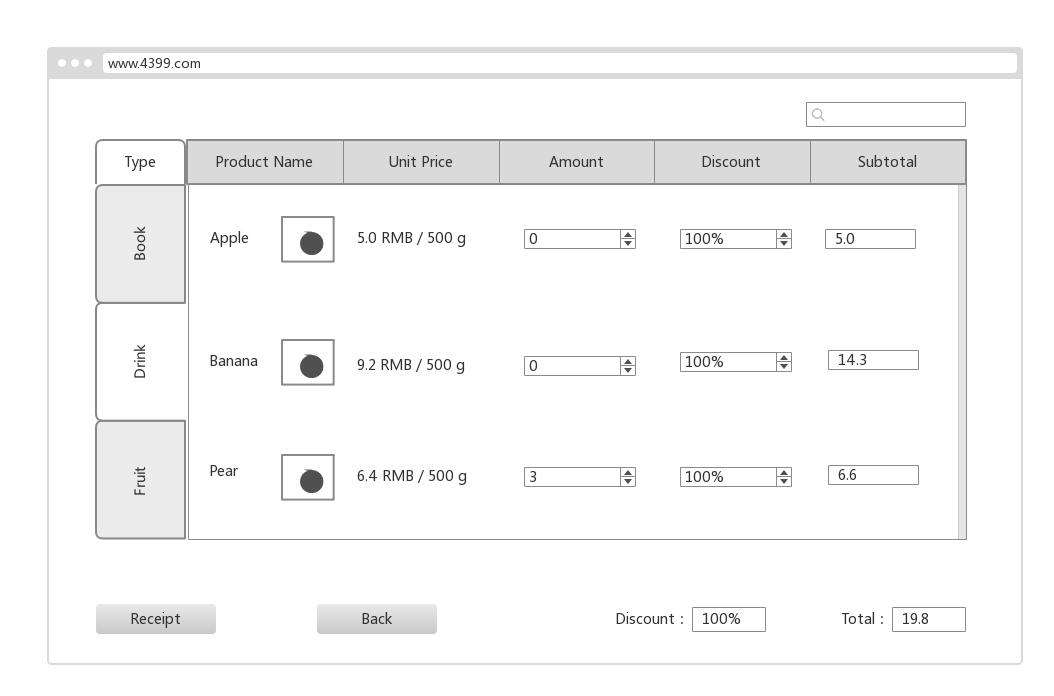 www.4399.com
Type Product Name Unit Price Amount Discount Subtotal
Book
Apple 5.0 RMB / 500 g 0 100% 5.0
Drink
Banana 9.2 RMB / 500 g 0 100% 14.3
Fruit
Pear 6.4 RMB / 500 g 3 100% 6.6
Receipt Back Discount : 100% Total : 19.8